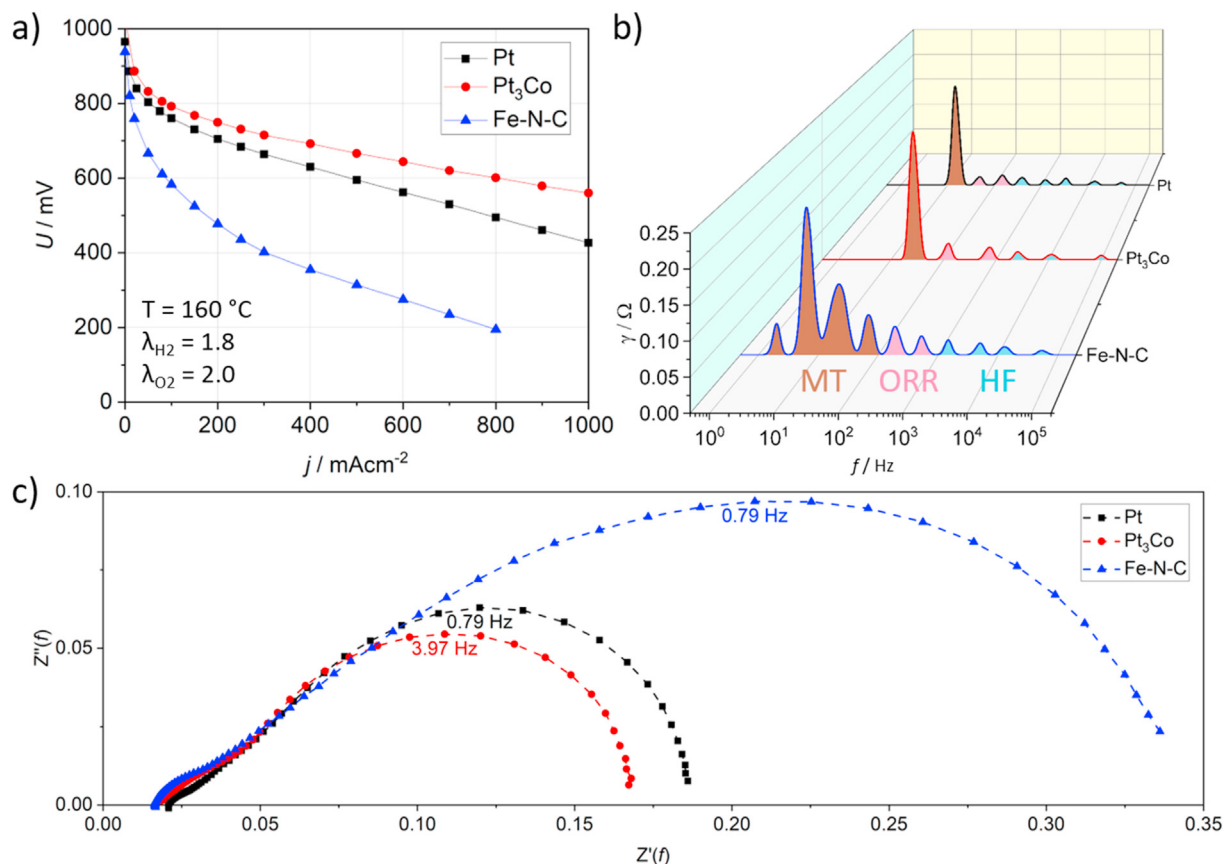 a)
1000
800
600
400
200
0
U / mV
Pt
Pt₃Co
Fe-N-C
T = 160 °C
λH2 = 1.8
λO2 = 2.0
0 200 400 600 800 1000
j / mAcm⁻²
b)
0.25
0.20
0.15
0.10
0.05
0.00
γ / Ω
Pt
Pt₃Co
Fe-N-C
MT ORR HF
10⁰ 10¹ 10² 10³ 10⁴ 10⁵
f / Hz
c)
0.10
0.05
0.00
Z''(f)
0.79 Hz
0.79 Hz
3.97 Hz
Pt
Pt₃Co
Fe-N-C
0.00 0.05 0.10 0.15 0.20 0.25 0.30 0.35
Z'(f)